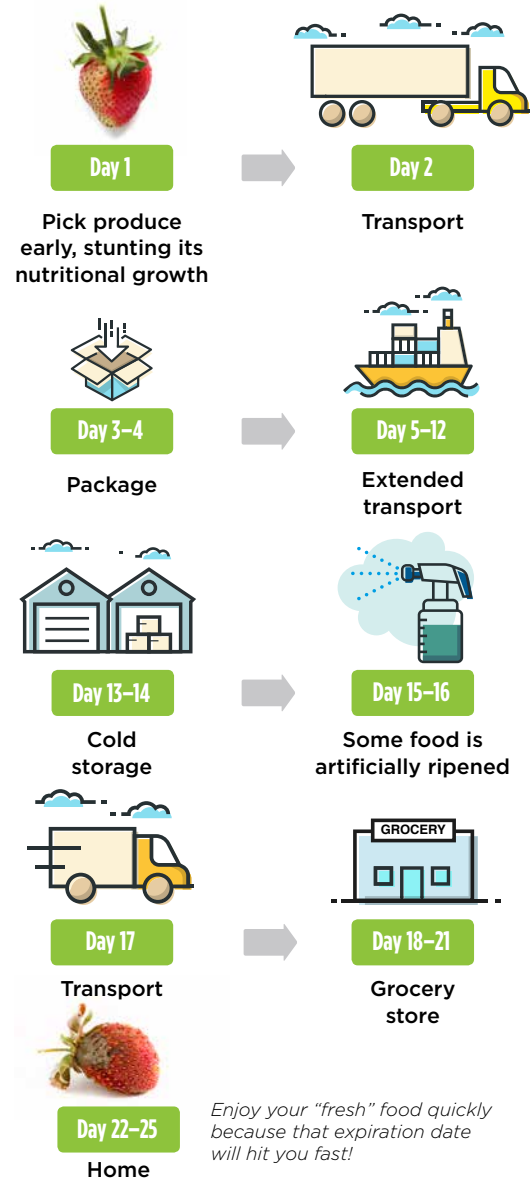 Day 1
Day 2
Pick produce
early, stunting its
nutritional growth
Transport
Day 3–4
Day 5–12
Package
Extended
transport
Day 13–14
Day 15–16
Cold
storage
Some food is
artificially ripened
GROCERY
Day 17
Day 18–21
Transport
Grocery
store
Day 22–25
Home
Enjoy your “fresh” food quickly
because that expiration date
will hit you fast!